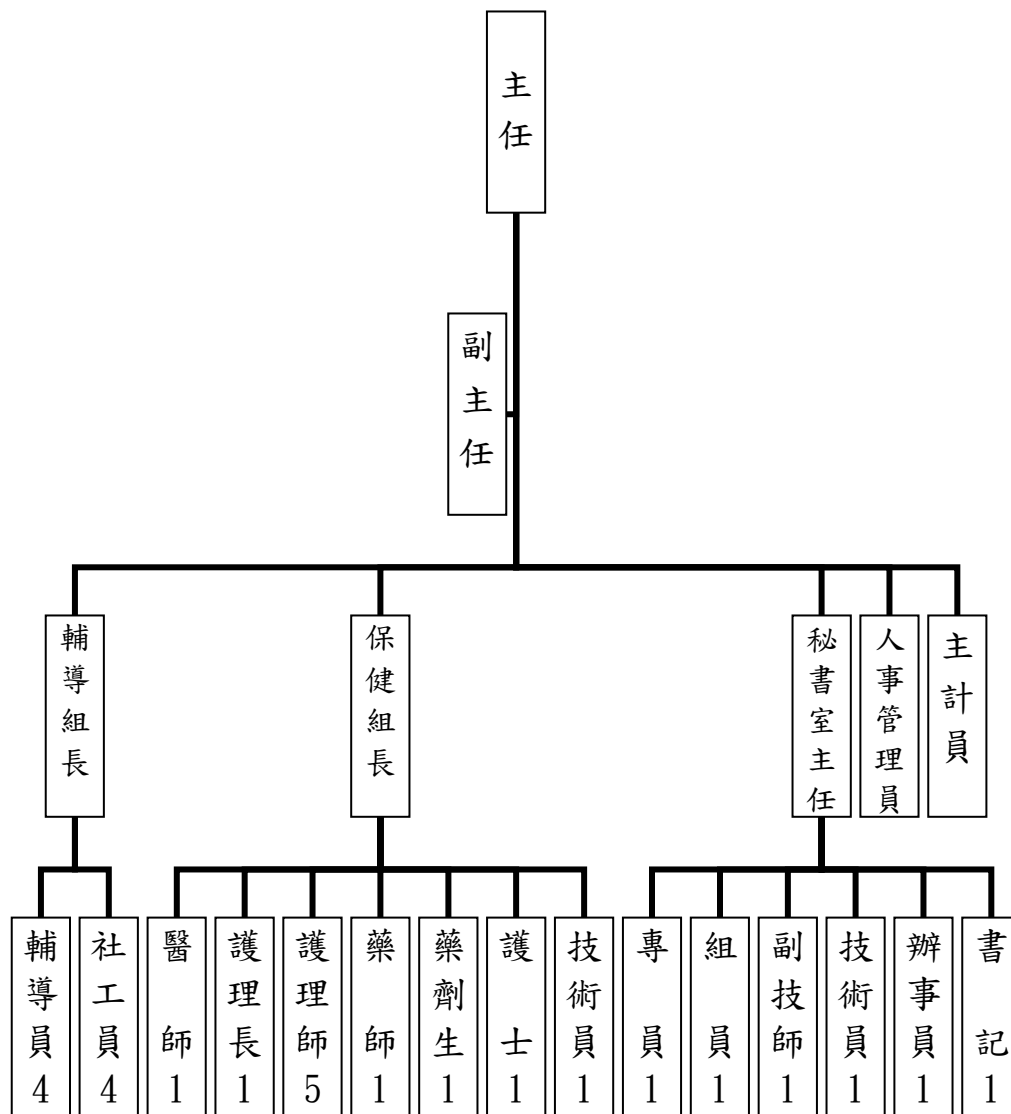 主任
副主任
輔導組長
保健組長
秘書室主任
人事管理員
主計員
輔導員4
社工員4
醫師1
護理長1
護理師5
藥師1
藥劑生1
護士1
技術員1
專員1
組員1
副技師1
技術員1
辦事員1
書記1